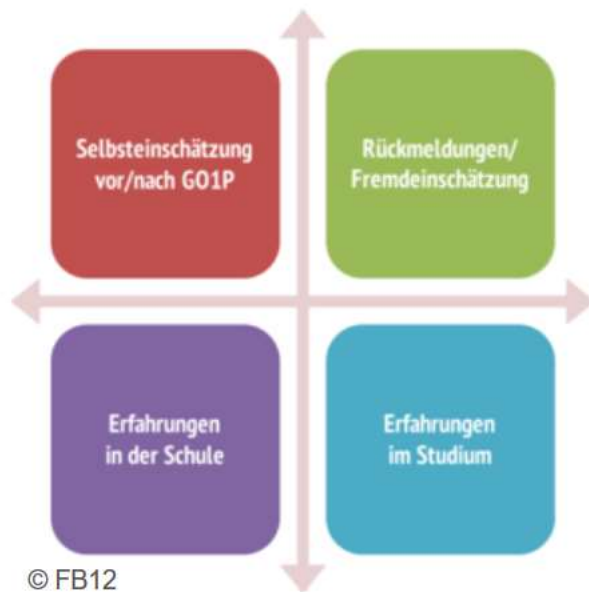 Selbsteinschätzung
vor/nach GO1P
Rückmeldungen/
Fremdeinschätzung
Erfahrungen
in der Schule
Erfahrungen
im Studium
© FB12